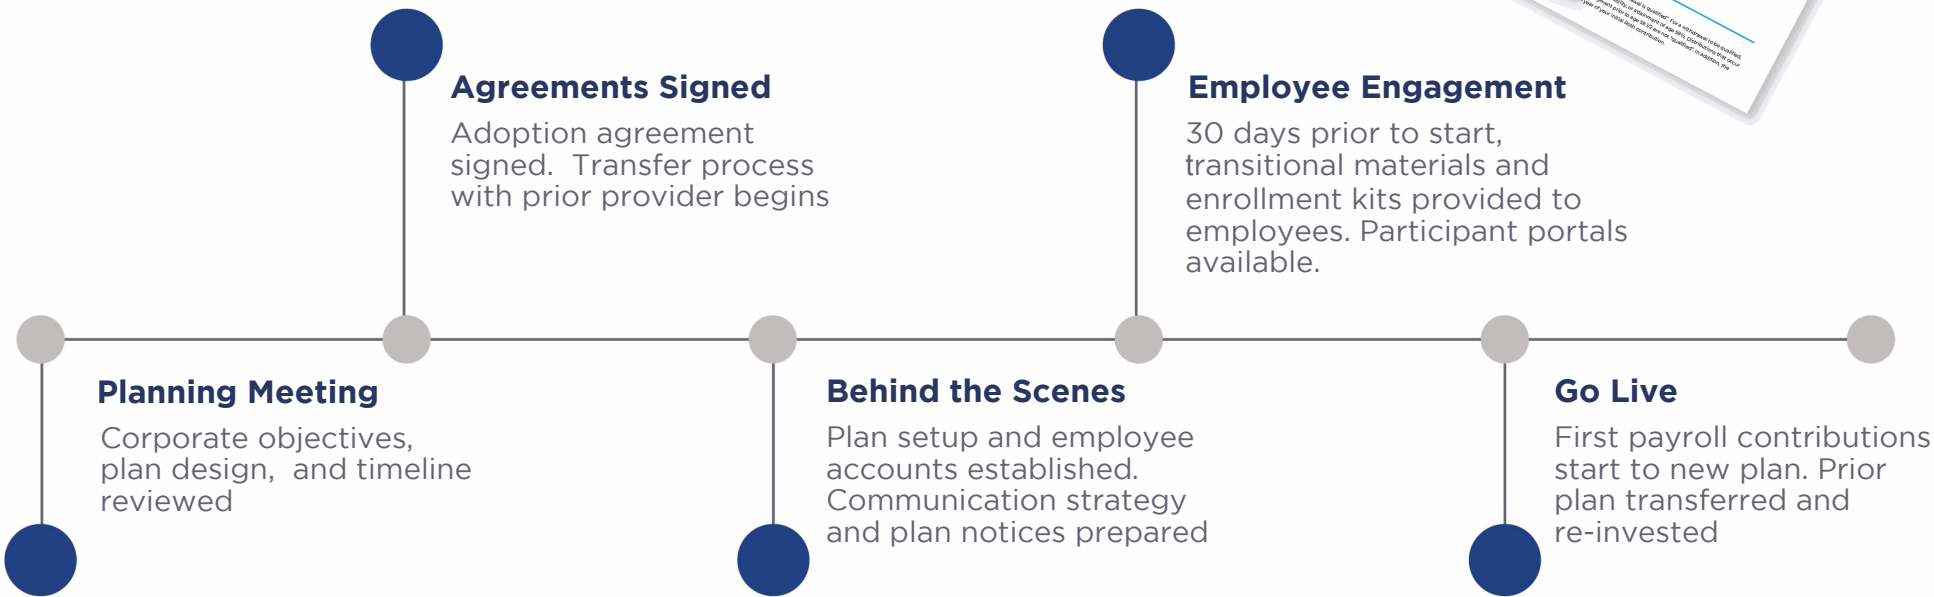 Agreements Signed
Adoption agreement
signed.  Transfer process
with prior provider begins
Employee Engagement
30 days prior to start,
transitional materials and
enrollment kits provided to
employees. Participant portals
available.
Planning Meeting
Corporate objectives,
plan design,  and timeline
reviewed
Behind the Scenes
Plan setup and employee
accounts established.
Communication strategy
and plan notices prepared
Go Live
First payroll contributions
start to new plan. Prior
plan transferred and
re-invested